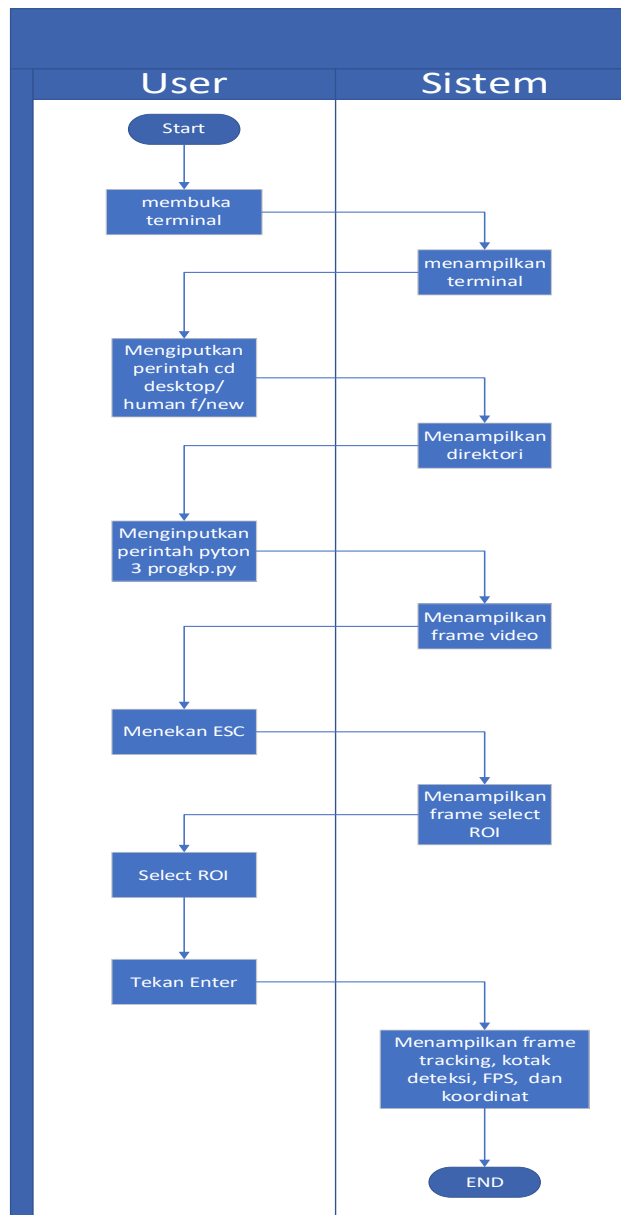 User
Sistem
Start
membuka
terminal
menampilkan
terminal
Mengiputkan
perintah cd
desktop/
human f/new
Menampilkan
direktori
Menginputkan
perintah pyton
3 progkp.py
Menampilkan
frame video
Menekan ESC
Menampilkan
frame select
ROI
Select ROI
Tekan Enter
Menampilkan frame
tracking, kotak
deteksi, FPS, dan
koordinat
END